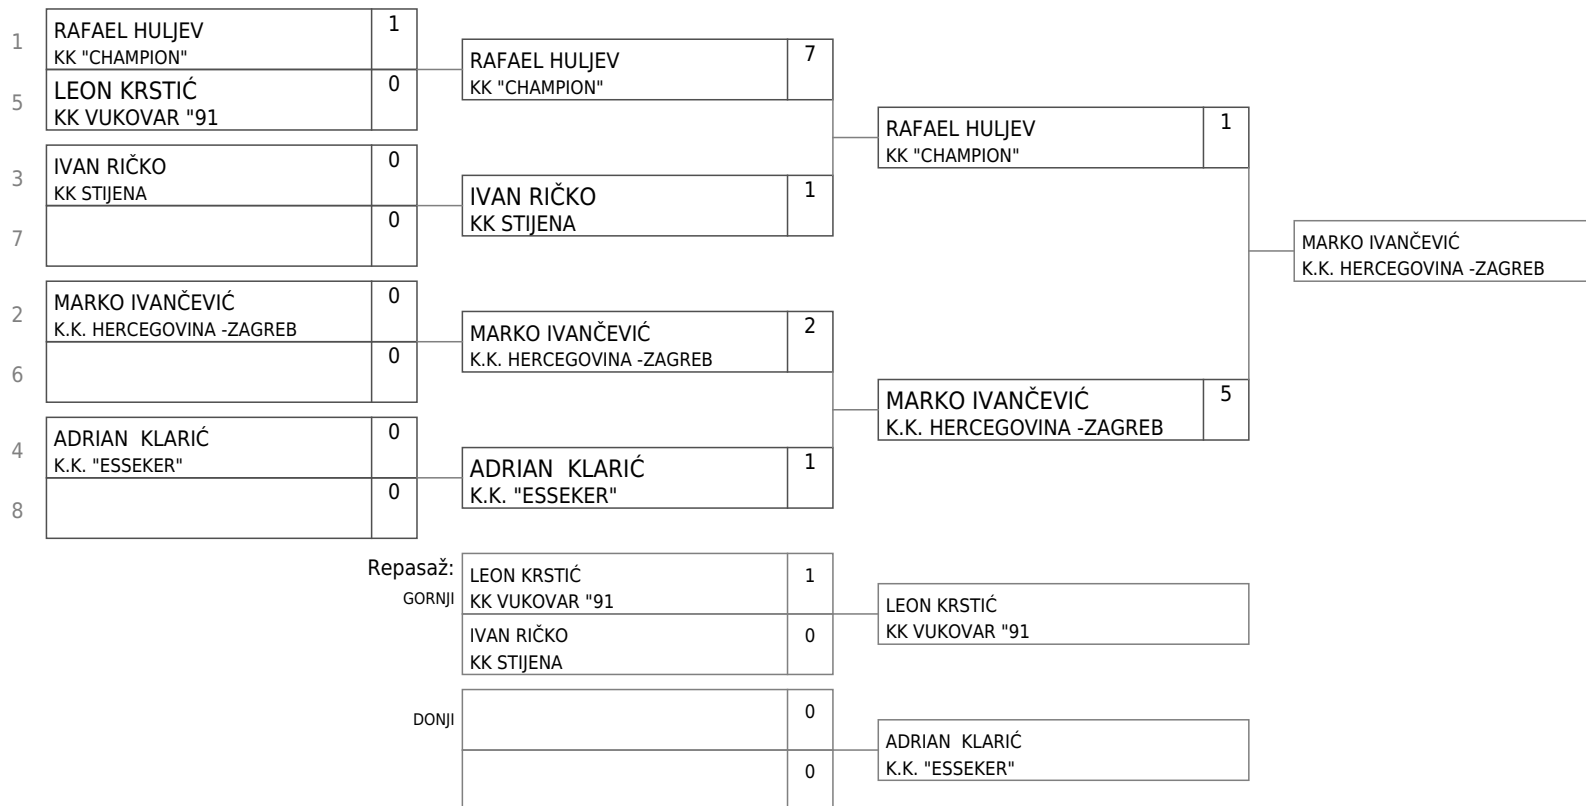 1
RAFAEL HULJEV
KK "CHAMPION"
1
5
LEON KRSTIĆ
KK VUKOVAR "91
0
3
IVAN RIČKO
KK STIJENA
0
7
0
2
MARKO IVANČEVIĆ
K.K. HERCEGOVINA -ZAGREB
0
6
0
4
ADRIAN  KLARIĆ
K.K. "ESSEKER"
0
8
0
RAFAEL HULJEV
KK "CHAMPION"
7
IVAN RIČKO
KK STIJENA
1
MARKO IVANČEVIĆ
K.K. HERCEGOVINA -ZAGREB
2
ADRIAN  KLARIĆ
K.K. "ESSEKER"
1
RAFAEL HULJEV
KK "CHAMPION"
1
MARKO IVANČEVIĆ
K.K. HERCEGOVINA -ZAGREB
5
MARKO IVANČEVIĆ
K.K. HERCEGOVINA -ZAGREB
Repasaž:
GORNJI
LEON KRSTIĆ
KK VUKOVAR "91
1
IVAN RIČKO
KK STIJENA
0
LEON KRSTIĆ
KK VUKOVAR "91
DONJI
0
0
ADRIAN  KLARIĆ
K.K. "ESSEKER"